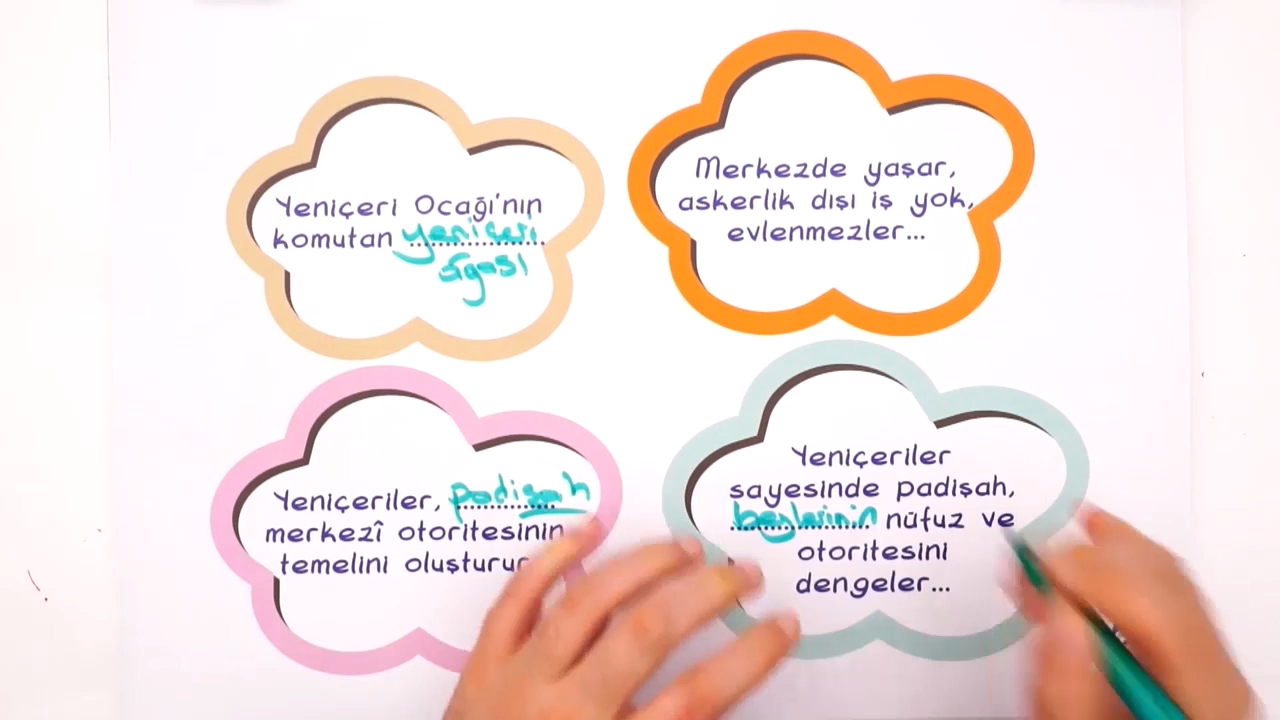 Yeniçeri Ocağı'nın
komutan yeniçeri
ağası
Merkezde yaşar,
askerlik dışı iş yok,
evlenmezler...
Yeniçeriler, padişah
merkezî otoritesinin
temelini oluşturur
Yeniçeriler
sayesinde padişah,
beylerinin nüfuz ve
otoritesini
dengeler...